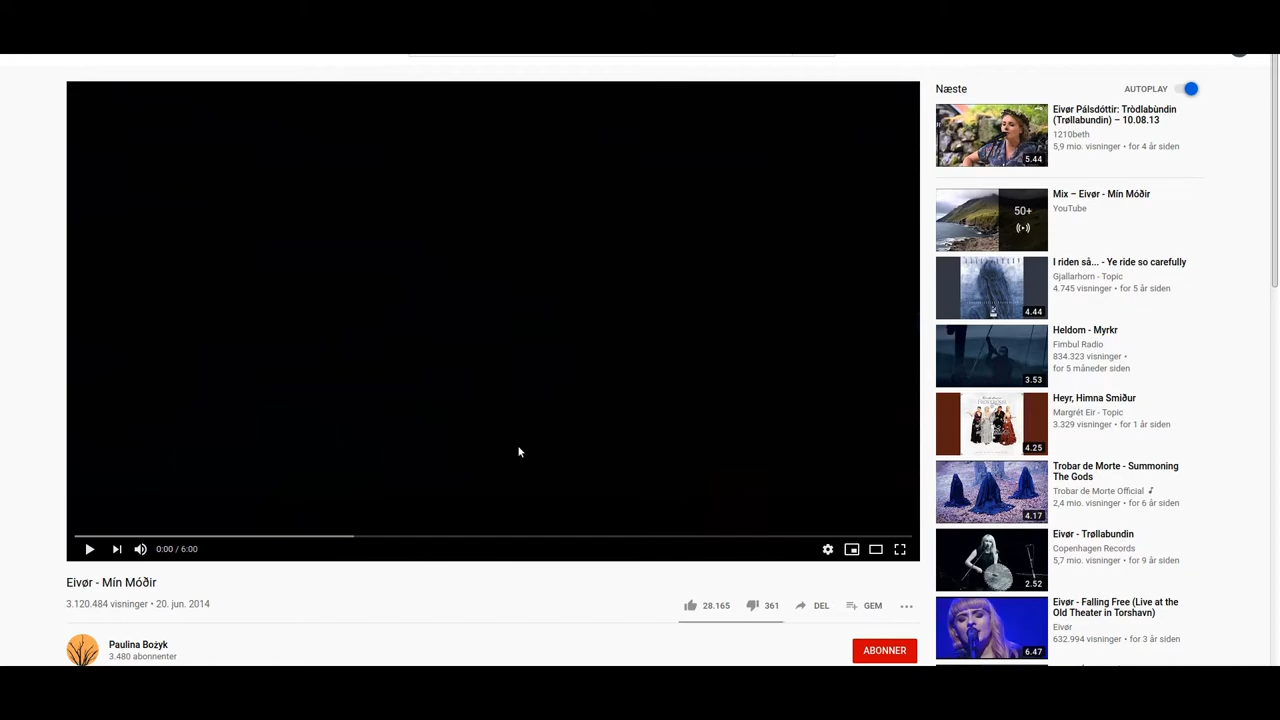 Næste
AUTOPLAY
Eivør Pálsdóttir: Tròdlabùndin
(Trøllabundin) – 10.08.13
1210beth
5,9 mio. visninger • for 4 år siden
5.44
Mix – Eivør - Mín Móðir
YouTube
50+
I riden så... - Ye ride so carefully
Gjallarhorn - Topic
4.745 visninger • for 5 år siden
4.44
Heldom - Myrkr
Fimbul Radio
834.323 visninger •
for 5 måneder siden
3.53
Heyr, Himna Smiður
Margrét Eir - Topic
3.329 visninger • for 1 år siden
4.25
Trobar de Morte - Summoning
The Gods
Trobar de Morte Official
2,4 mio. visninger • for 6 år siden
4.17
Eivør - Trøllabundin
Copenhagen Records
5,7 mio. visninger • for 9 år siden
2.52
Eivør - Falling Free (Live at the
Old Theater in Torshavn)
Eivør
632.994 visninger • for 3 år siden
6.47
0:00 / 6:00
Eivør - Mín Móðir
3.120.484 visninger • 20. jun. 2014
28.165
361
DEL
GEM
Paulina Bożyk
3.480 abonnenter
ABONNER